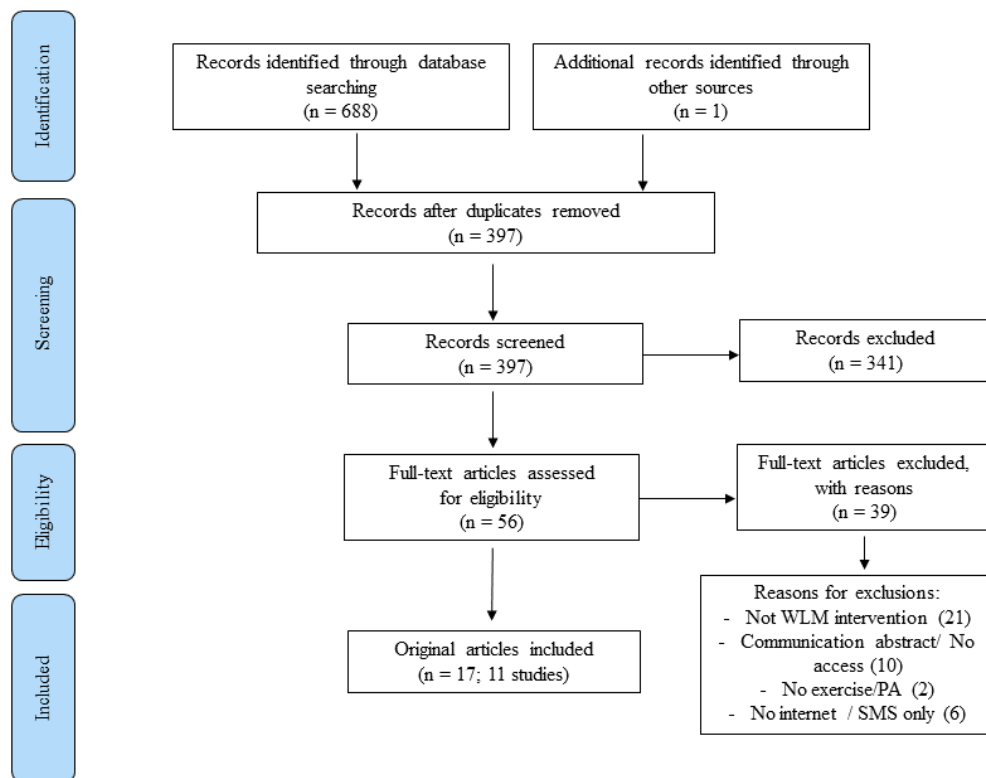 Identification
Records identified through database
searching
(n = 688)
Additional records identified through
other sources
(n = 1)
Screening
Records after duplicates removed
(n = 397)
Records screened
(n = 397)
Records excluded
(n = 341)
Eligibility
Full-text articles assessed
for eligibility
(n = 56)
Full-text articles excluded,
with reasons
(n = 39)
Included
Original articles included
(n = 17; 11 studies)
Reasons for exclusions:
- Not WLM intervention (21)
- Communication abstract/ No
access (10)
- No exercise/PA (2)
- No internet / SMS only (6)